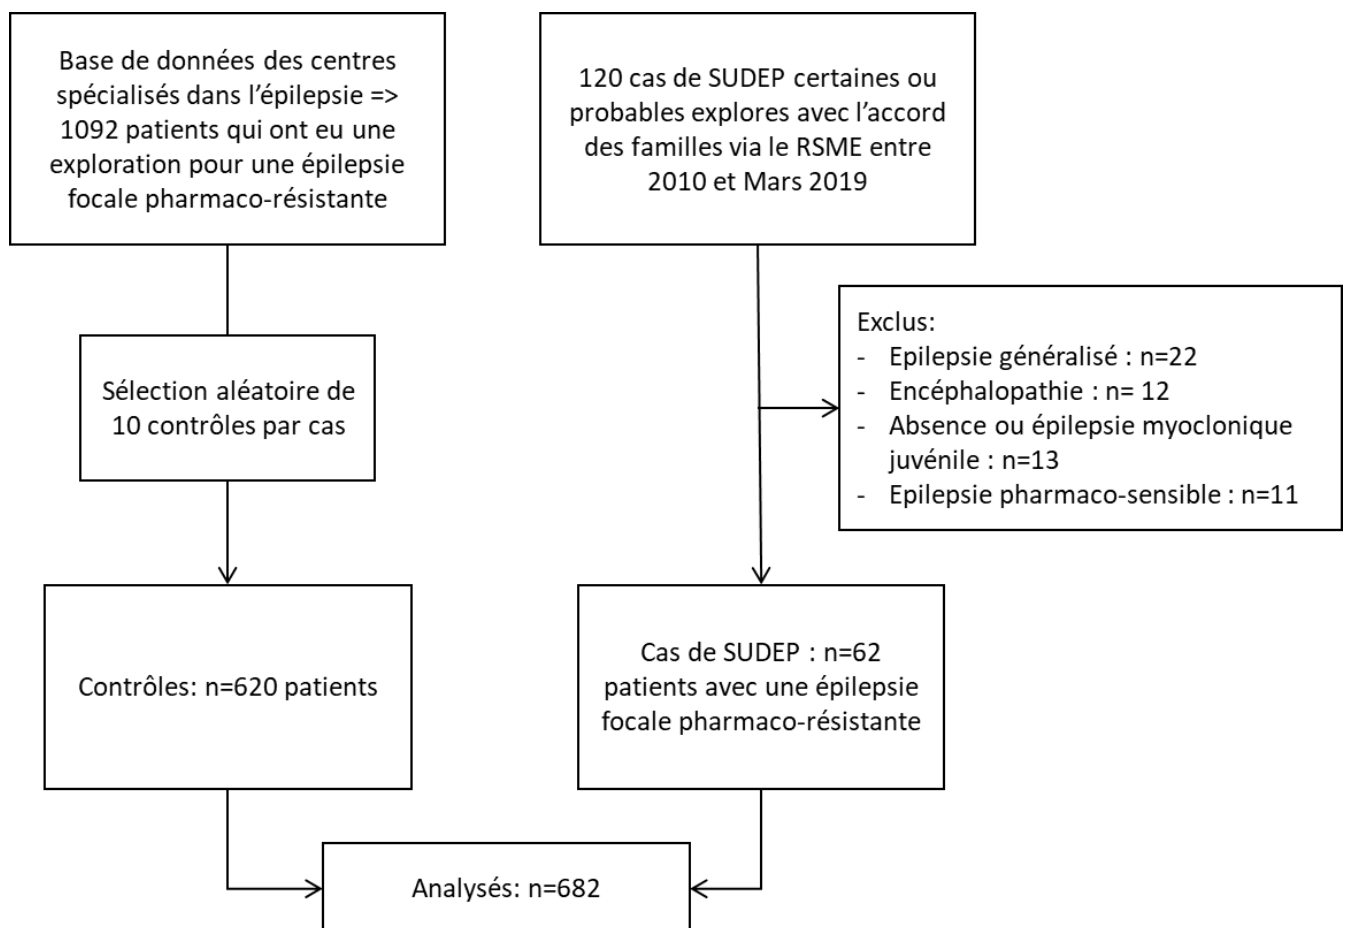 Base de données des centres
spécialisés dans l'épilepsie =>
1092 patients qui ont eu une
exploration pour une épilepsie
focale pharmaco-résistante
120 cas de SUDEP certaines ou
probables explores avec l'accord
des familles via le RSME entre
2010 et Mars 2019
Exclus:
- Epilepsie généralisé : n=22
- Encéphalopathie : n= 12
- Absence ou épilepsie myoclonique
juvénile : n=13
- Epilepsie pharmaco-sensible : n=11
Sélection aléatoire de
10 contrôles par cas
Contrôles: n=620 patients
Cas de SUDEP : n=62
patients avec une épilepsie
focale pharmaco-résistante
Analysés: n=682